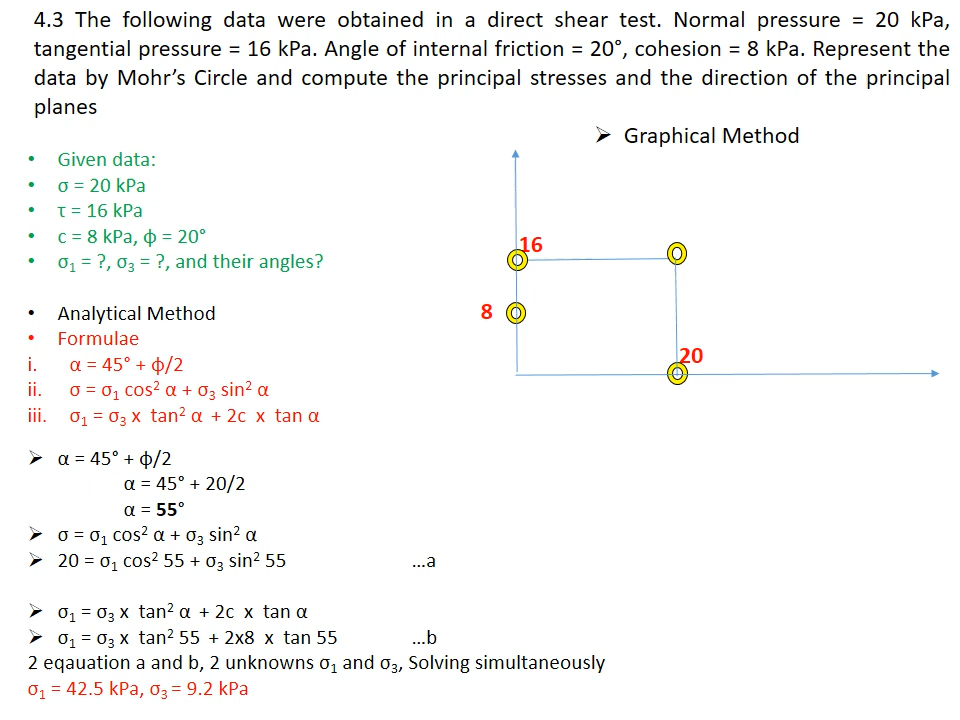 4.3 The following data were obtained in a direct shear test. Normal pressure = 20 kPa,
tangential pressure = 16 kPa. Angle of internal friction = 20°, cohesion = 8 kPa. Represent the
data by Mohr's Circle and compute the principal stresses and the direction of the principal
planes
➢ Graphical Method
• Given data:
• σ = 20 kPa
• τ = 16 kPa
• c = 8 kPa, ϕ = 20°
• σ₁ = ?, σ₃ = ?, and their angles?
16
8
20
• Analytical Method
• Formulae
i. α = 45° + ϕ/2
ii. σ = σ₁ cos² α + σ₃ sin² α
iii. σ₁ = σ₃ x tan² α + 2c x tan α
➢ α = 45° + ϕ/2
α = 45° + 20/2
α = 55°
➢ σ = σ₁ cos² α + σ₃ sin² α
➢ 20 = σ₁ cos² 55 + σ₃ sin² 55 ...a
➢ σ₁ = σ₃ x tan² α + 2c x tan α
➢ σ₁ = σ₃ x tan² 55 + 2x8 x tan 55 ...b
2 eqauation a and b, 2 unknowns σ₁ and σ₃, Solving simultaneously
σ₁ = 42.5 kPa, σ₃ = 9.2 kPa